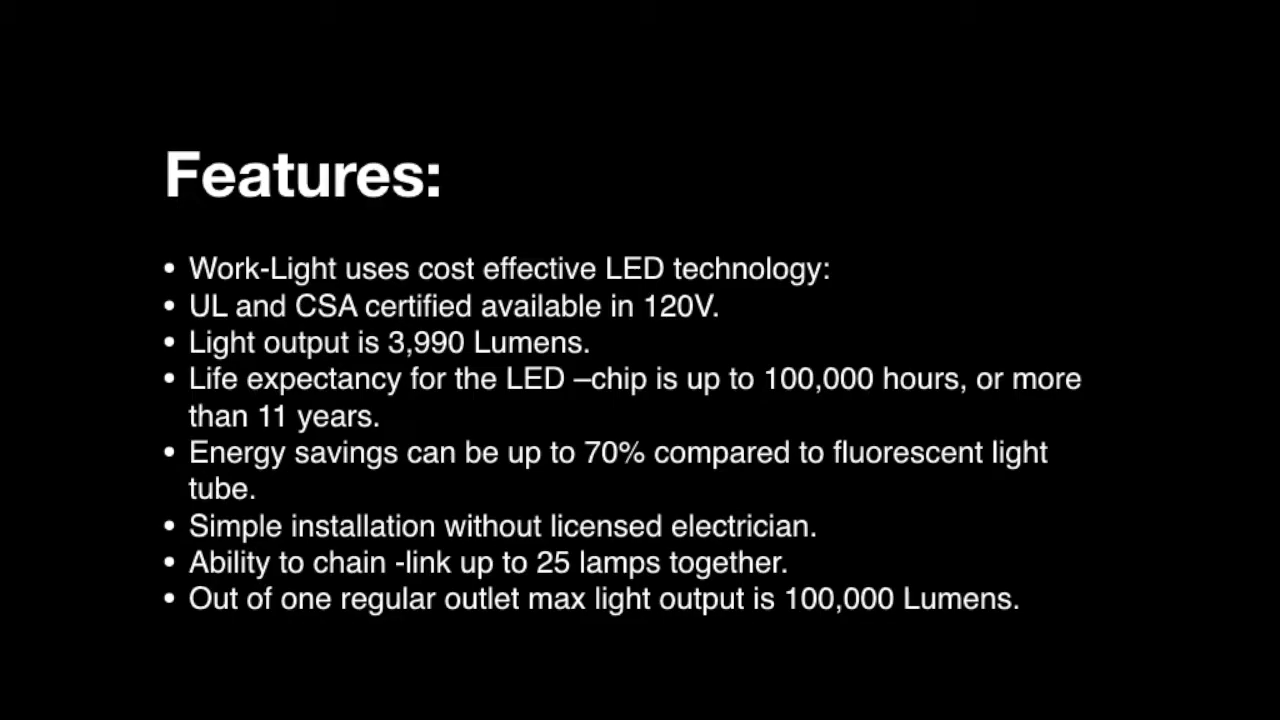 Features:
• Work-Light uses cost effective LED technology:
• UL and CSA certified available in 120V.
• Light output is 3,990 Lumens.
• Life expectancy for the LED –chip is up to 100,000 hours, or more
than 11 years.
• Energy savings can be up to 70% compared to fluorescent light
tube.
• Simple installation without licensed electrician.
• Ability to chain -link up to 25 lamps together.
• Out of one regular outlet max light output is 100,000 Lumens.